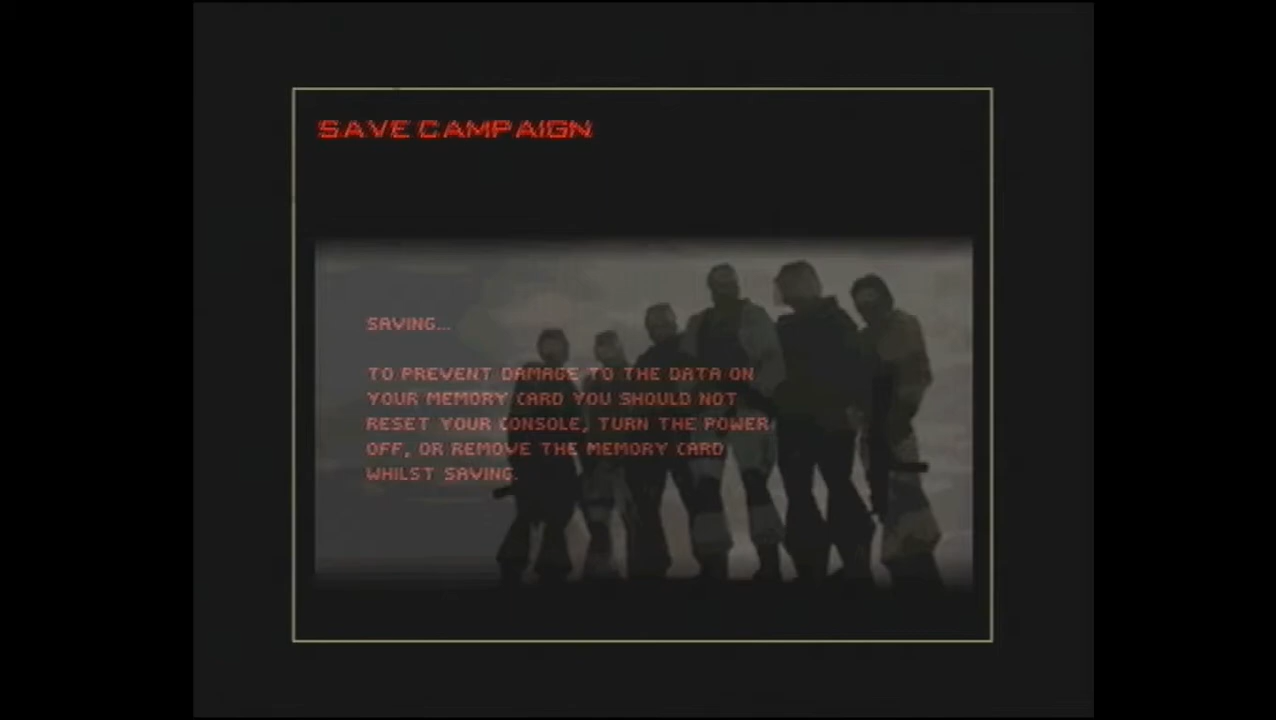 SAVE CAMPAIGN
SAVING...
TO PREVENT DAMAGE TO THE DATA ON
YOUR MEMORY CARD YOU SHOULD NOT
RESET YOUR CONSOLE, TURN THE POWER
OFF, OR REMOVE THE MEMORY CARD
WHILST SAVING.